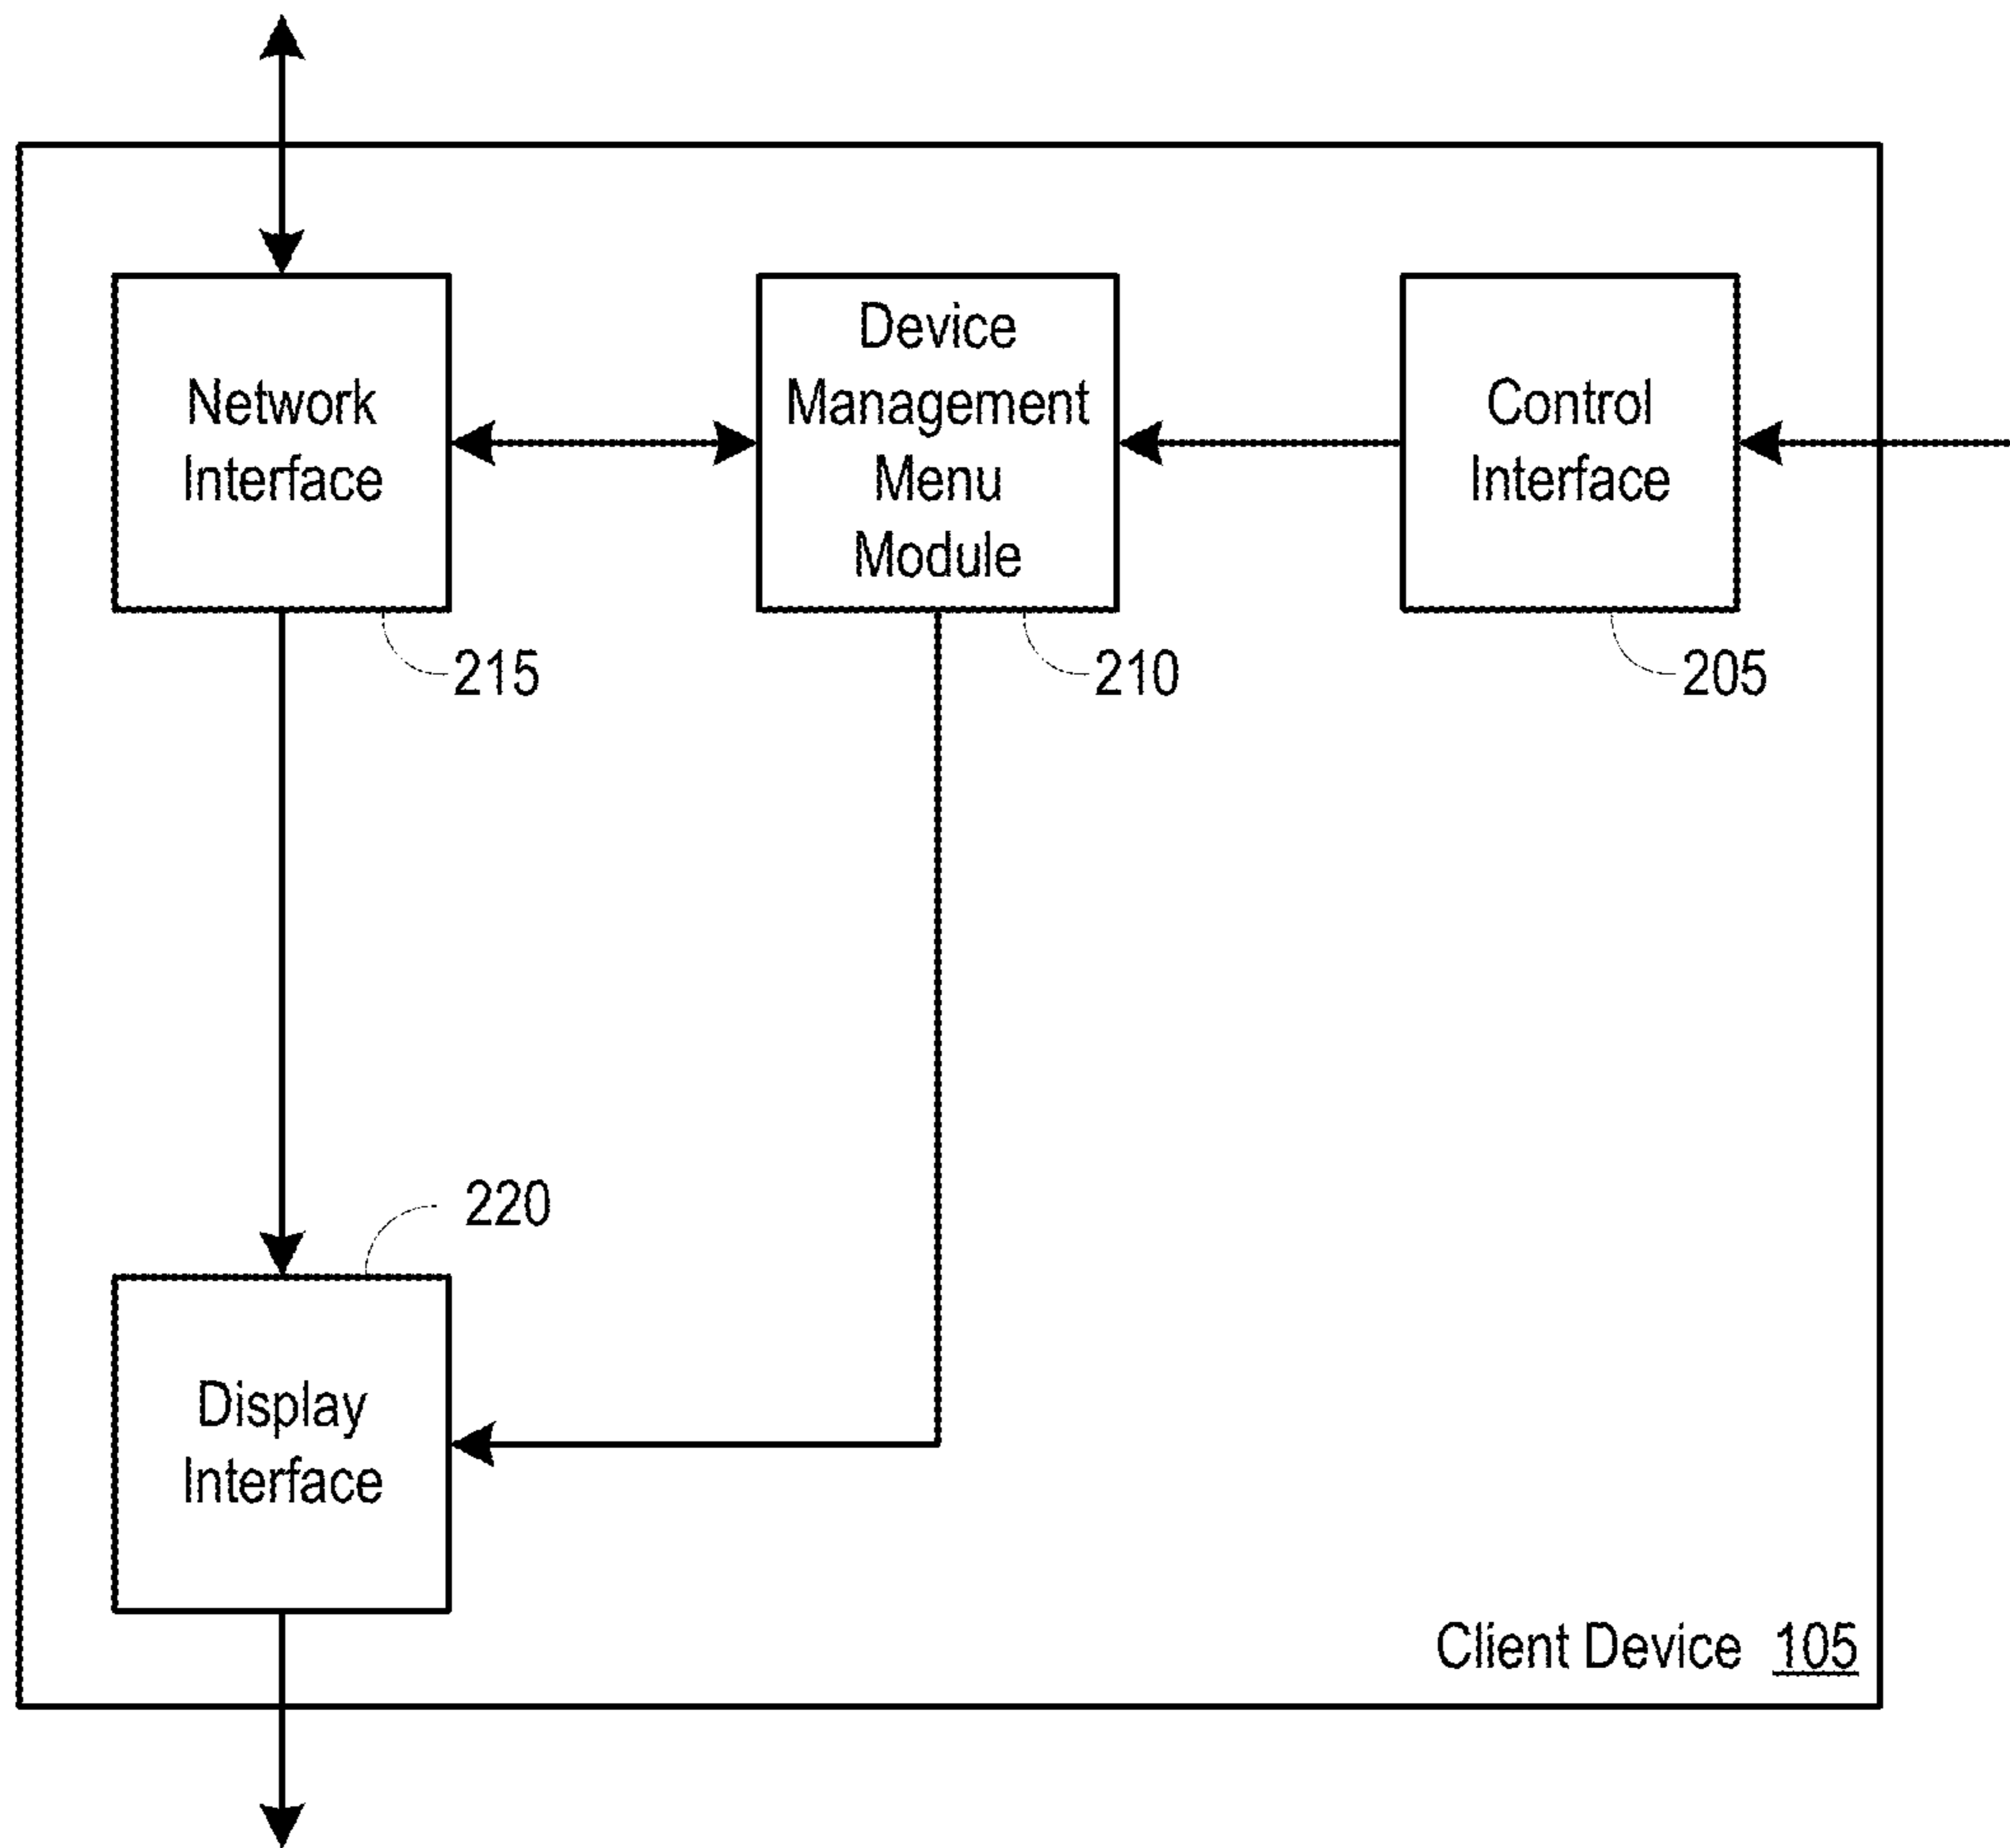 Network
Interface
215
Device
Management
Menu
Module
210
Control
Interface
205
220
Display
Interface
Client Device 105